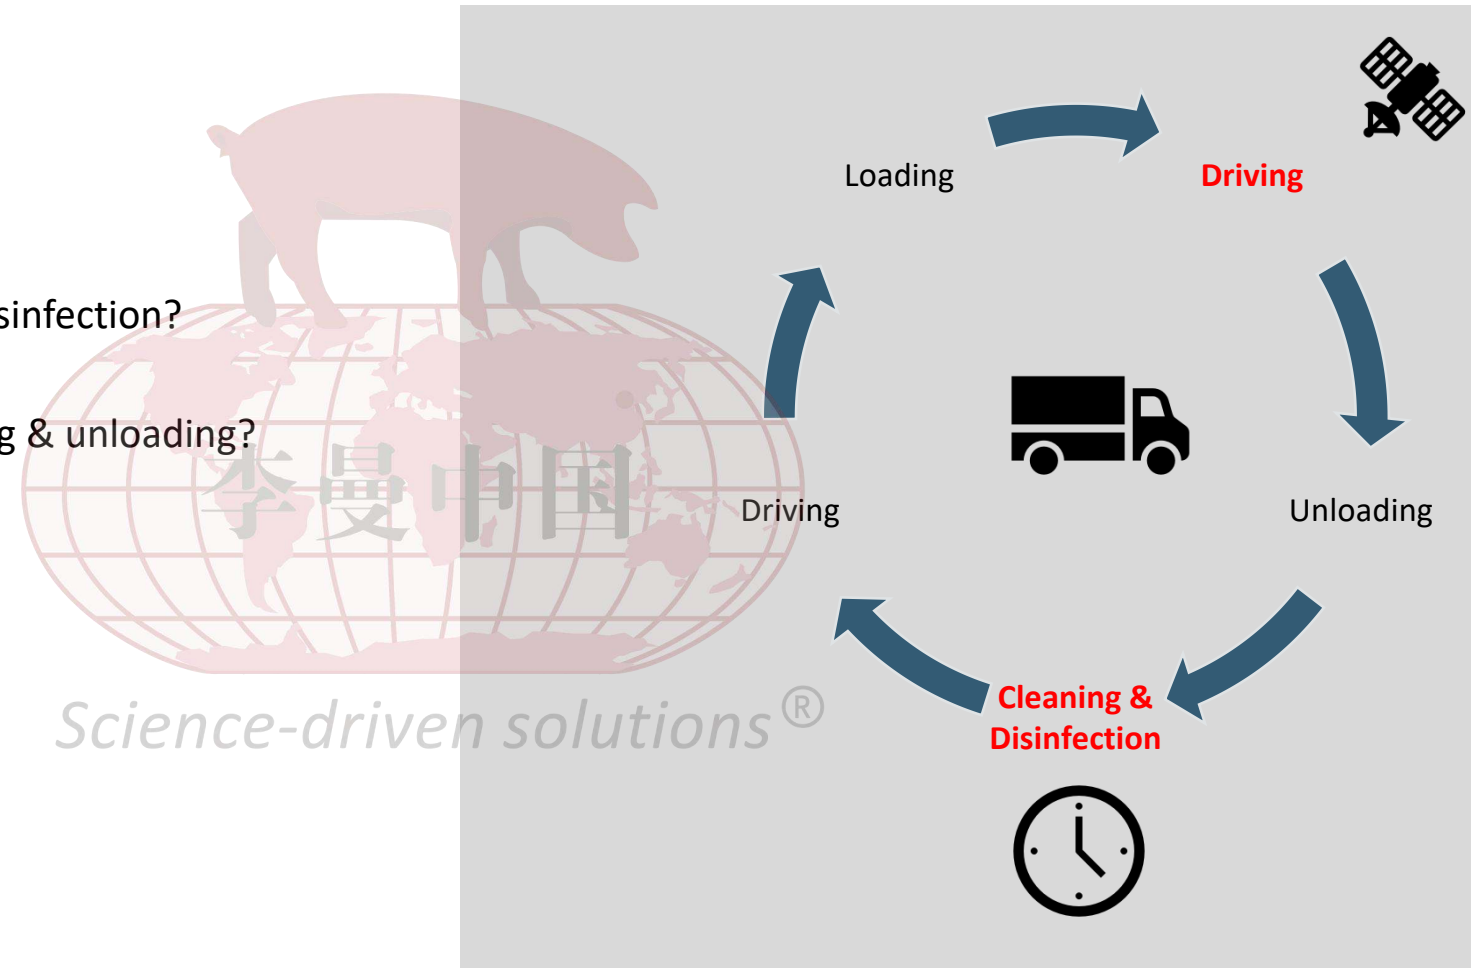 sinfection?
g & unloading?
Loading
Driving
Unloading
Cleaning &
Disinfection
Driving
李曼中国
Science-driven solutions®